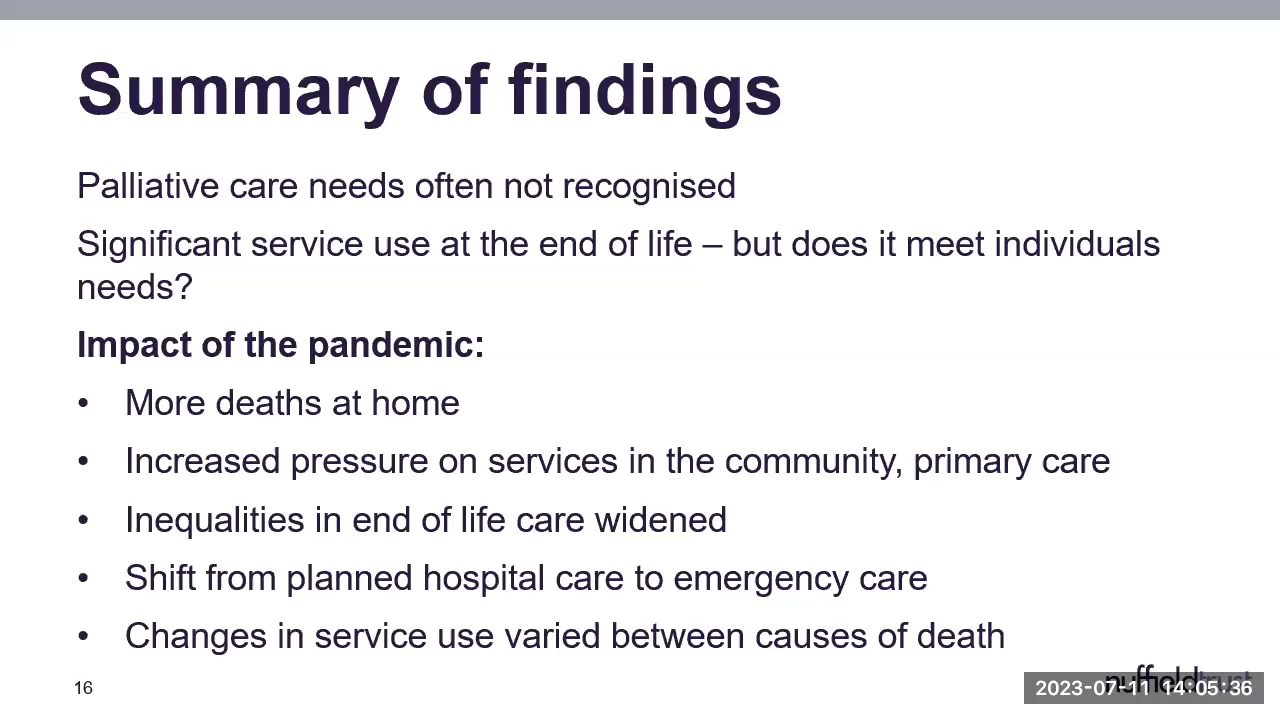 Summary of findings
Palliative care needs often not recognised
Significant service use at the end of life – but does it meet individuals
needs?
Impact of the pandemic:
• More deaths at home
• Increased pressure on services in the community, primary care
• Inequalities in end of life care widened
• Shift from planned hospital care to emergency care
• Changes in service use varied between causes of death
16
nuffieldtrust
2023-07-11 14:05:36